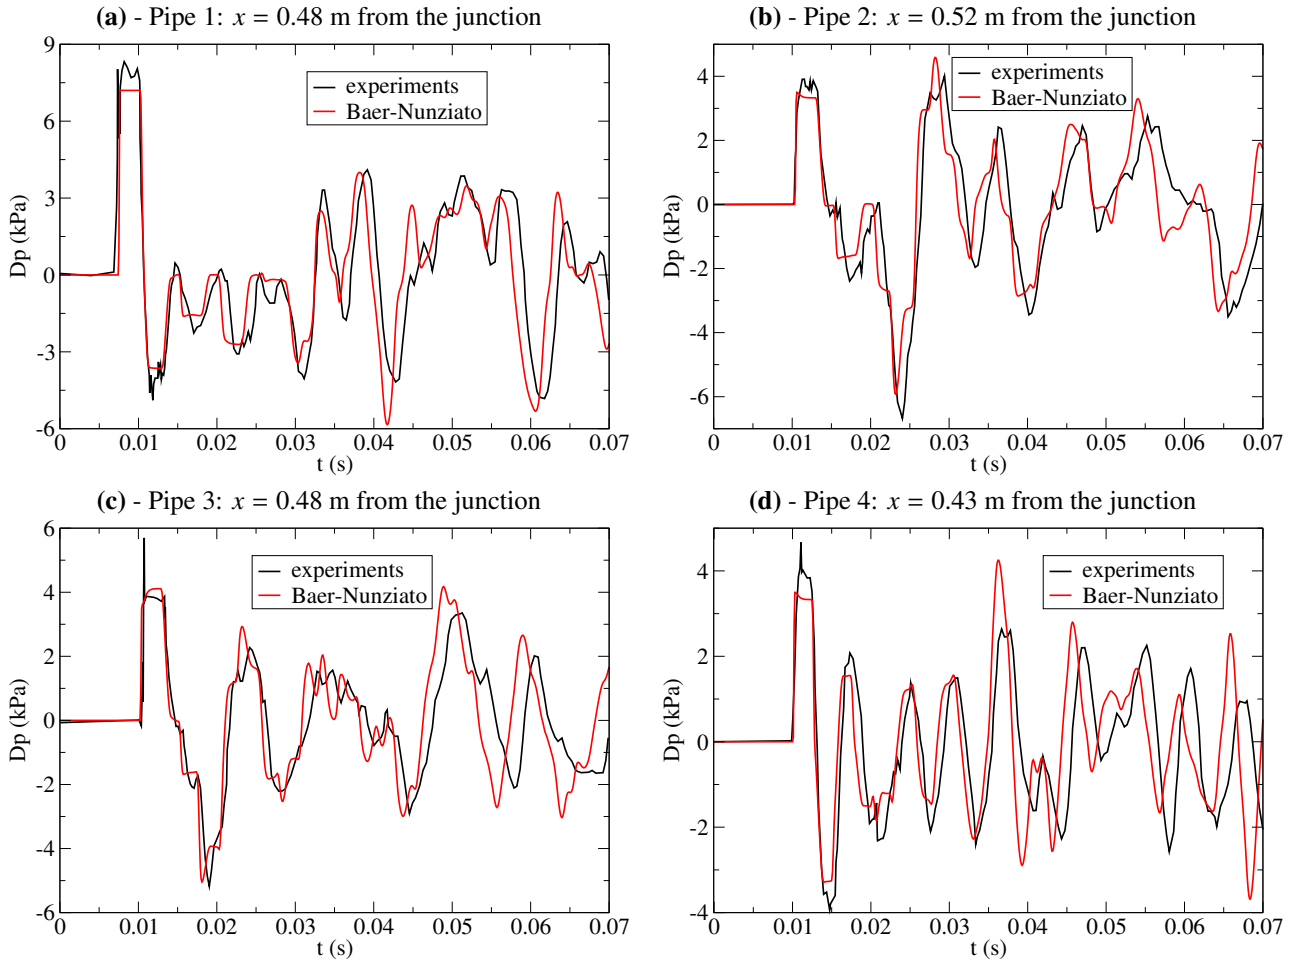 (a) - Pipe 1: x = 0.48 m from the junction
9
6
3
0
-3
-6
Dp (kPa)
experiments
Baer-Nunziato
0 0.01 0.02 0.03 0.04 0.05 0.06 0.07
t (s)
(b) - Pipe 2: x = 0.52 m from the junction
4
2
0
-2
-4
-6
Dp (kPa)
experiments
Baer-Nunziato
0 0.01 0.02 0.03 0.04 0.05 0.06 0.07
t (s)
(c) - Pipe 3: x = 0.48 m from the junction
6
4
2
0
-2
-4
-6
Dp (kPa)
experiments
Baer-Nunziato
0 0.01 0.02 0.03 0.04 0.05 0.06 0.07
t (s)
(d) - Pipe 4: x = 0.43 m from the junction
4
2
0
-2
-4
Dp (kPa)
experiments
Baer-Nunziato
0 0.01 0.02 0.03 0.04 0.05 0.06 0.07
t (s)